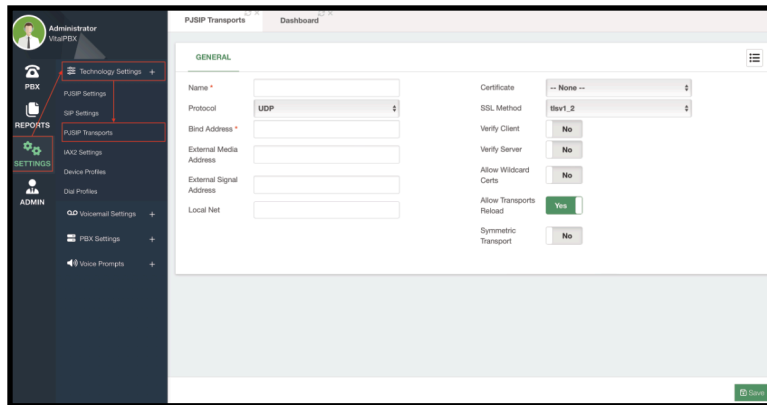 Administrator
VitalPBX
PBX
REPORTS
SETTINGS
ADMIN
Technology Settings +
PJSIP Settings
SIP Settings
PJSIP Transports
IAX2 Settings
Device Profiles
Dial Profiles
Voicemail Settings +
PBX Settings +
Voice Prompts +
PJSIP Transports
Dashboard
GENERAL
Name *
Protocol UDP
Bind Address *
External Media
Address
External Signal
Address
Local Net
Certificate -- None --
SSL Method tlsv1_2
Verify Client No
Verify Server No
Allow Wildcard
Certs No
Allow Transports
Reload Yes
Symmetric
Transport No
Save